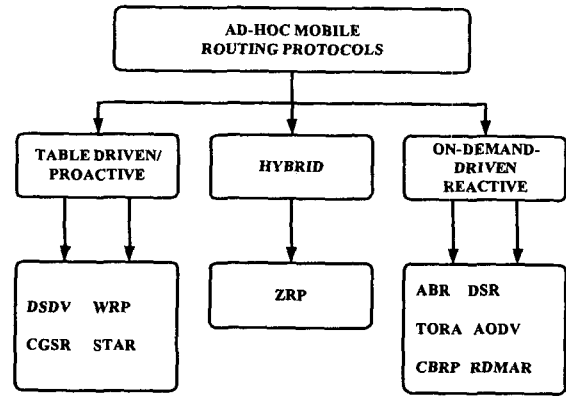 AD-HOC MOBILE
ROUTING PROTOCOLS
TABLE DRIVEN/
PROACTIVE
HYBRID
ON-DEMAND-
DRIVEN
REACTIVE
DSDV WRP
CGSR STAR
ZRP
ABR DSR
TORA AODV
CBRP RDMAR